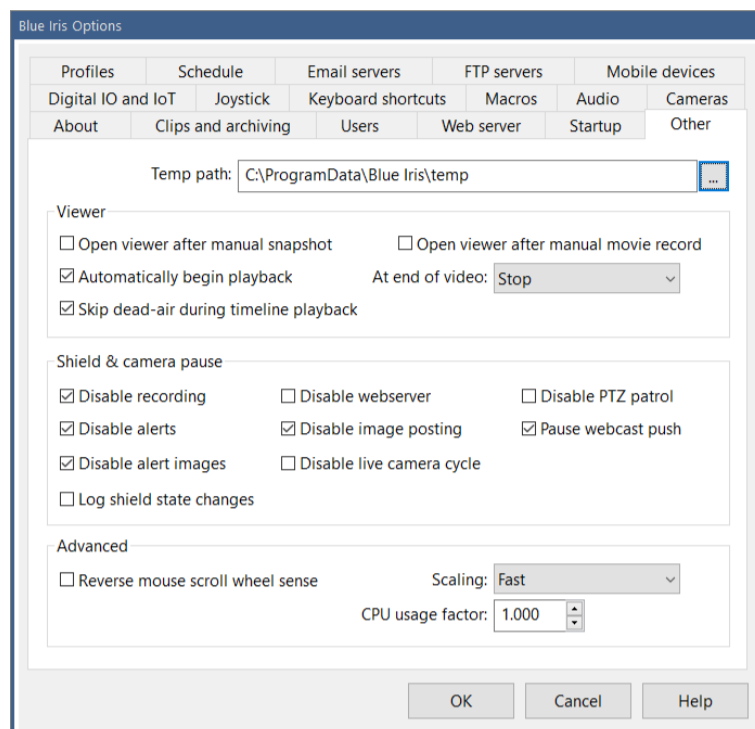 Blue Iris Options
Profiles Schedule Email servers FTP servers Mobile devices
Digital IO and IoT Joystick Keyboard shortcuts Macros Audio Cameras
About Clips and archiving Users Web server Startup Other
Temp path: C:\ProgramData\Blue Iris\temp ...
Viewer
Open viewer after manual snapshot Open viewer after manual movie record
Automatically begin playback At end of video: Stop
Skip dead-air during timeline playback
Shield & camera pause
Disable recording Disable webserver Disable PTZ patrol
Disable alerts Disable image posting Pause webcast push
Disable alert images Disable live camera cycle
Log shield state changes
Advanced
Reverse mouse scroll wheel sense Scaling: Fast
CPU usage factor: 1.000
OK Cancel Help